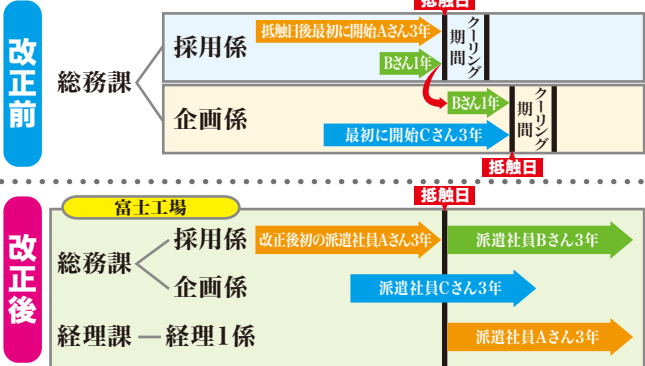 改正前
抵触日
総務課
採用係
抵触日後最初に開始Aさん3年
Bさん1年
クーリング期間
企画係
Bさん1年
最初に開始Cさん3年
クーリング期間
抵触日
改正後
富士工場
抵触日
総務課
採用係
改正後初の派遣社員Aさん3年
派遣社員Bさん3年
企画係
派遣社員Cさん3年
経理課
経理1係
派遣社員Aさん3年